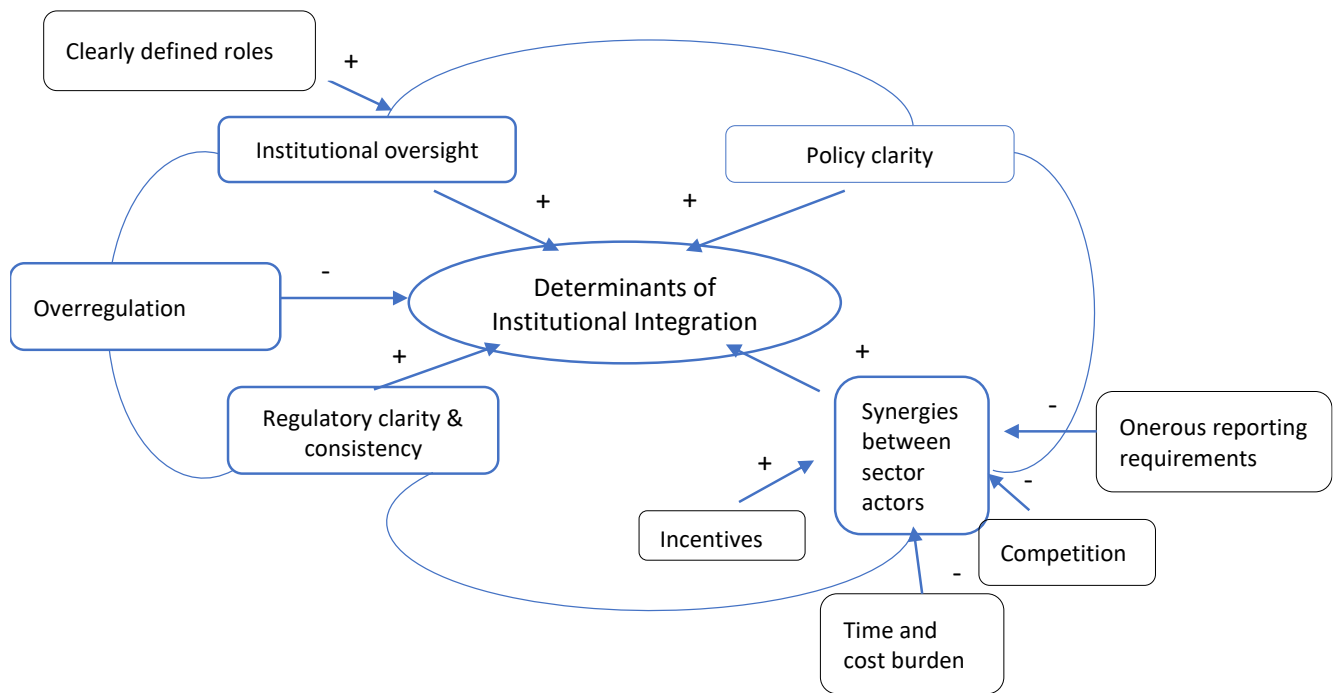 Clearly defined roles
+
Institutional oversight
Policy clarity
+
+
Overregulation
-
Determinants of
Institutional Integration
+
+
Regulatory clarity &
consistency
Synergies
between
sector
actors
-
Onerous reporting
requirements
+
-
Incentives
Competition
-
Time and
cost burden